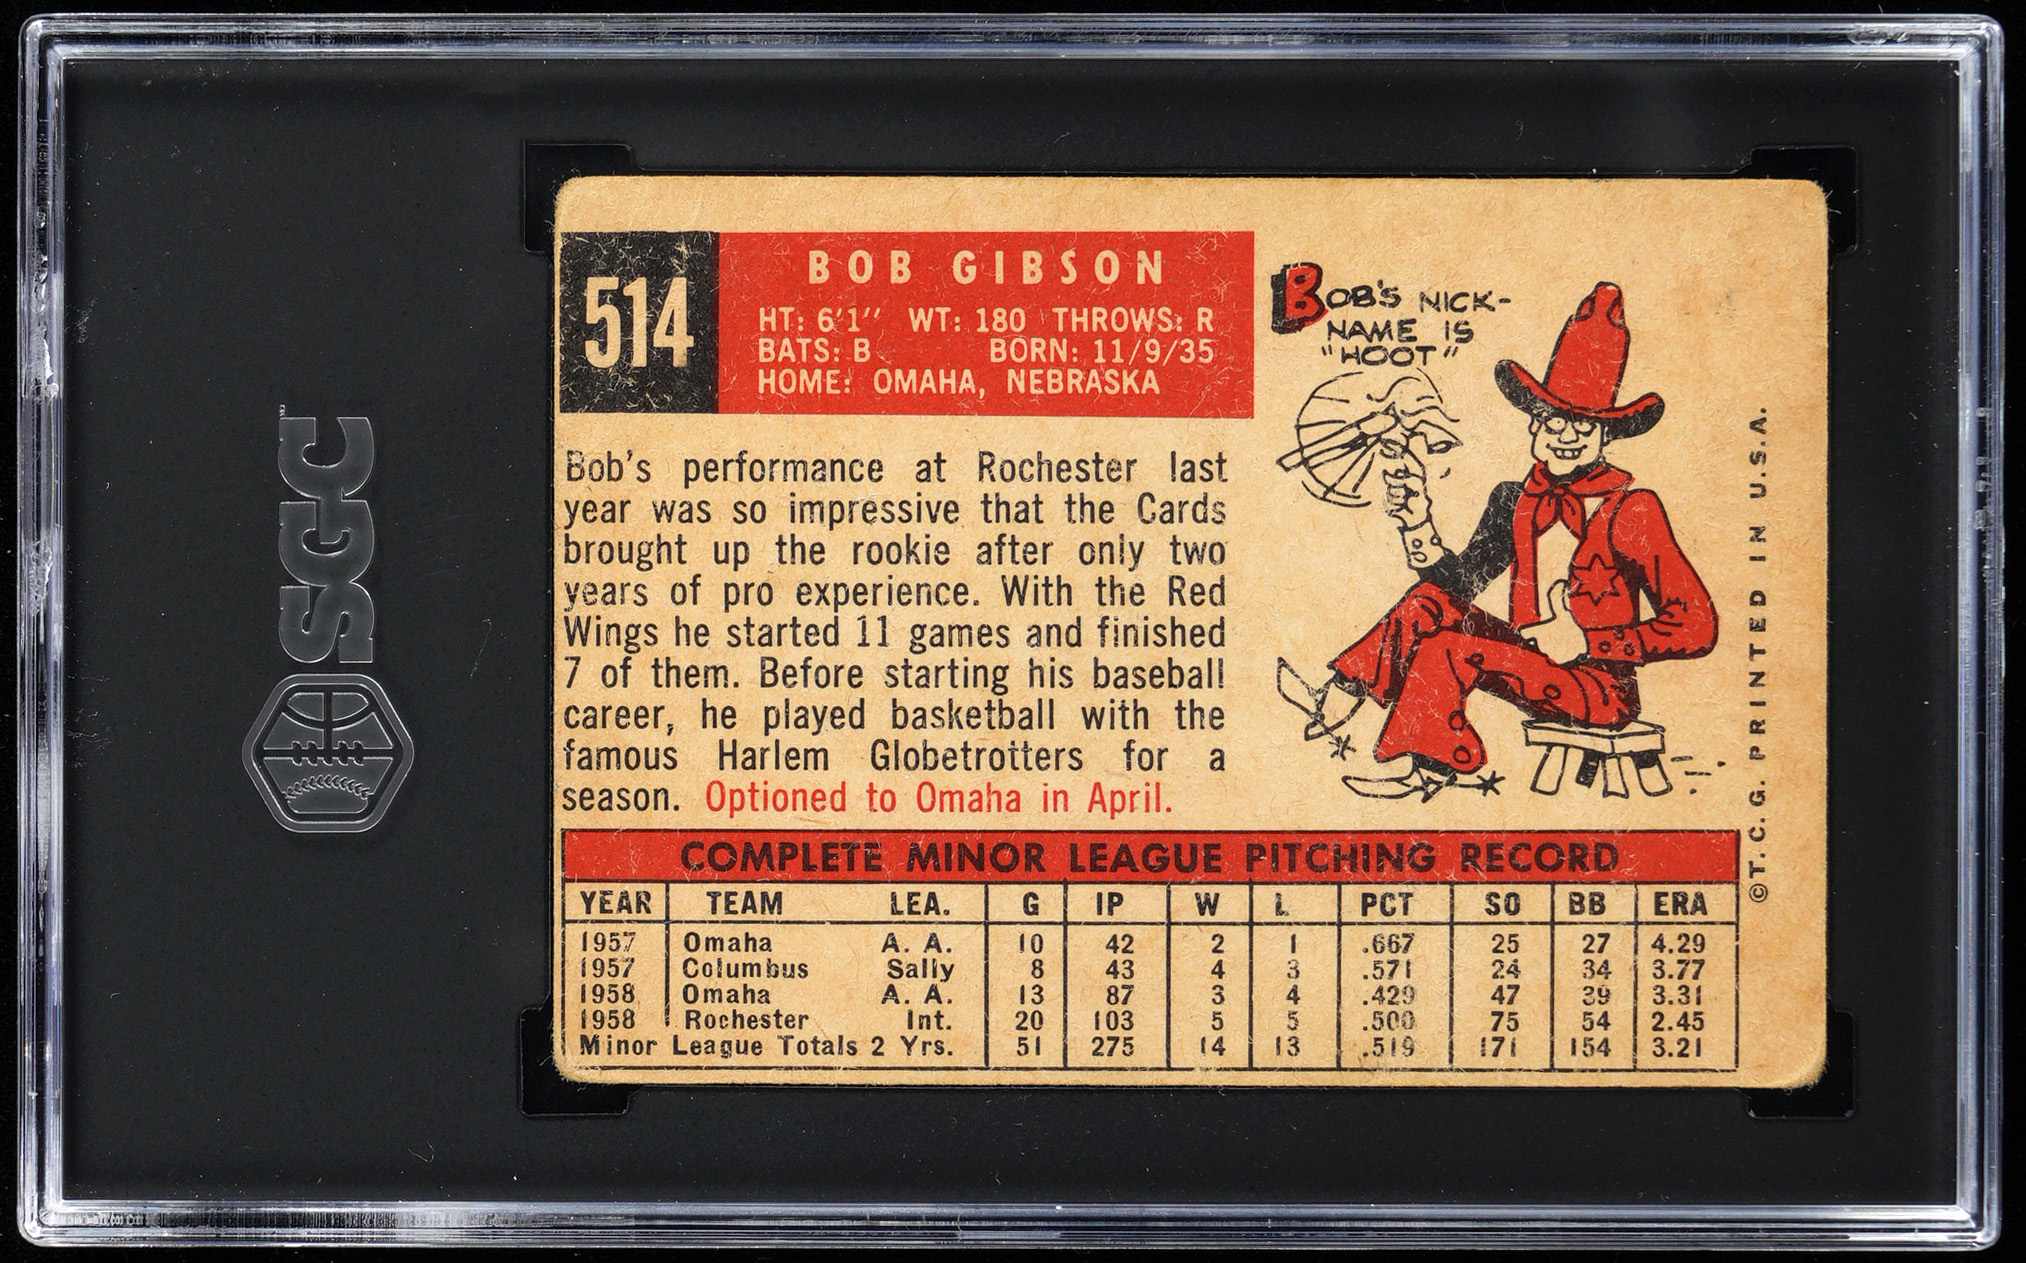 SGC
514
BOB GIBSON
HT: 6'1" WT: 180 THROWS: R
BATS: B BORN: 11/9/35
HOME: OMAHA, NEBRASKA
BOB'S NICK-
NAME IS
"HOOT"
Bob's performance at Rochester last
year was so impressive that the Cards
brought up the rookie after only two
years of pro experience. With the Red
Wings he started 11 games and finished
7 of them. Before starting his baseball
career, he played basketball with the
famous Harlem Globetrotters for a
season. Optioned to Omaha in April.
COMPLETE MINOR LEAGUE PITCHING RECORD
YEAR TEAM LEA. G IP W L PCT SO BB ERA
1957 Omaha A. A. 10 42 2 1 .667 25 27 4.29
1957 Columbus Sally 8 43 4 3 .571 24 34 3.77
1958 Omaha A. A. 13 87 3 4 .429 47 39 3.31
1958 Rochester Int. 20 103 5 5 .500 75 54 2.45
Minor League Totals 2 Yrs. 51 275 14 13 .519 171 154 3.21
©T. C. G. PRINTED IN U.S.A.